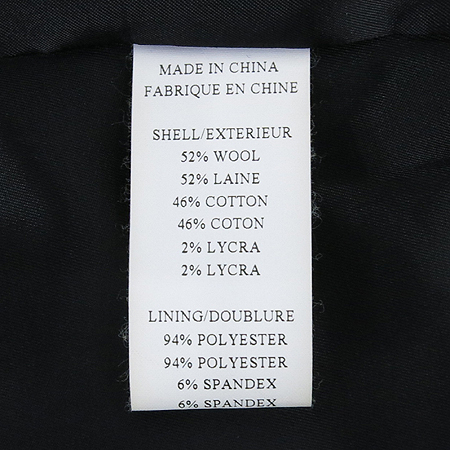 MADE IN CHINA
FABRIQUE EN CHINE
SHELL/EXTERIEUR
52% WOOL
52% LAINE
46% COTTON
46% COTON
2% LYCRA
2% LYCRA
LINING/DOUBLURE
94% POLYESTER
94% POLYESTER
6% SPANDEX
6% SPANDEX